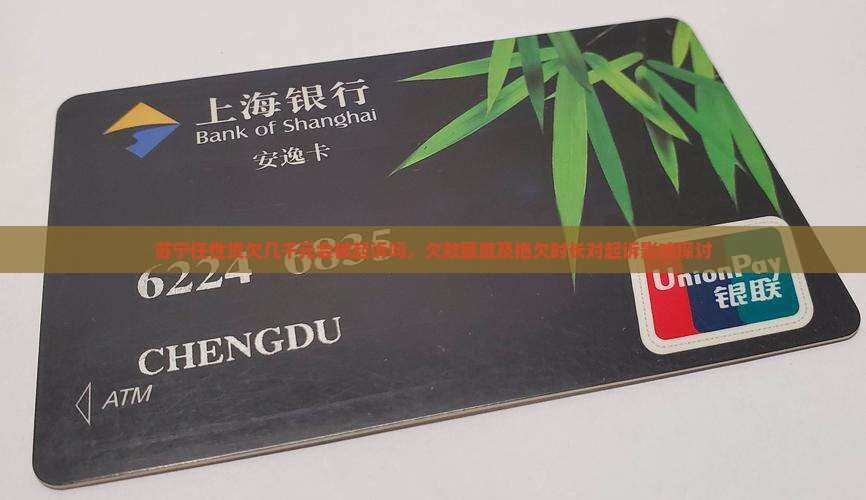 上海银行
Bank of Shanghai
安逸卡
苏宁任性贷欠几千元会被起诉吗，欠款额度及拖欠时长对起诉影响探讨
6224 6835
UnionPay
银联
CHENGDU
ATM